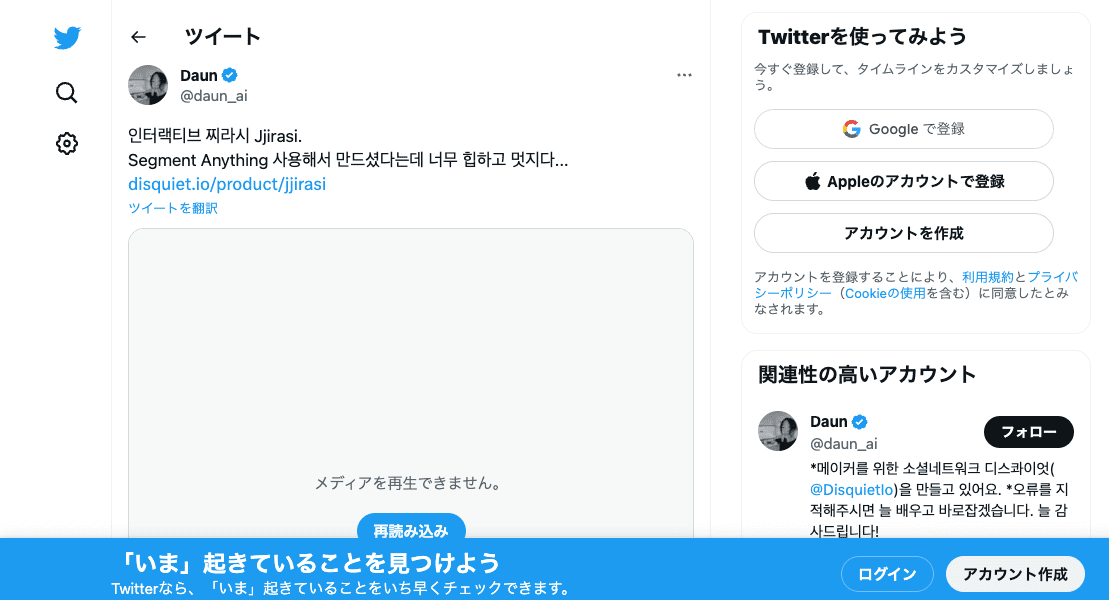 ツイート
Daun
@daun_ai
인터랙티브 찌라시 Jjirasi.
Segment Anything 사용해서 만드셨다는데 너무 힙하고 멋지다...
disquiet.io/product/jjirasi
ツイートを翻訳
メディアを再生できません。
再読み込み
Twitterを使ってみよう
今すぐ登録して、タイムラインをカスタマイズしましょ
う。
Google で登録
Appleのアカウントで登録
アカウントを作成
アカウントを登録することにより、利用規約とプライバ
シーポリシー（Cookieの使用を含む）に同意したとみ
なされます。
関連性の高いアカウント
Daun
@daun_ai
フォロー
*메이커를 위한 소셜네트워크 디스콰이엇(
@DisquietIo)을 만들고 있어요. *오류를 지
적해주시면 늘 배우고 바로잡겠습니다. 늘 감
사드립니다!
「いま」起きていることを見つけよう
Twitterなら、「いま」起きていることをいち早くチェックできます。
ログイン
アカウント作成